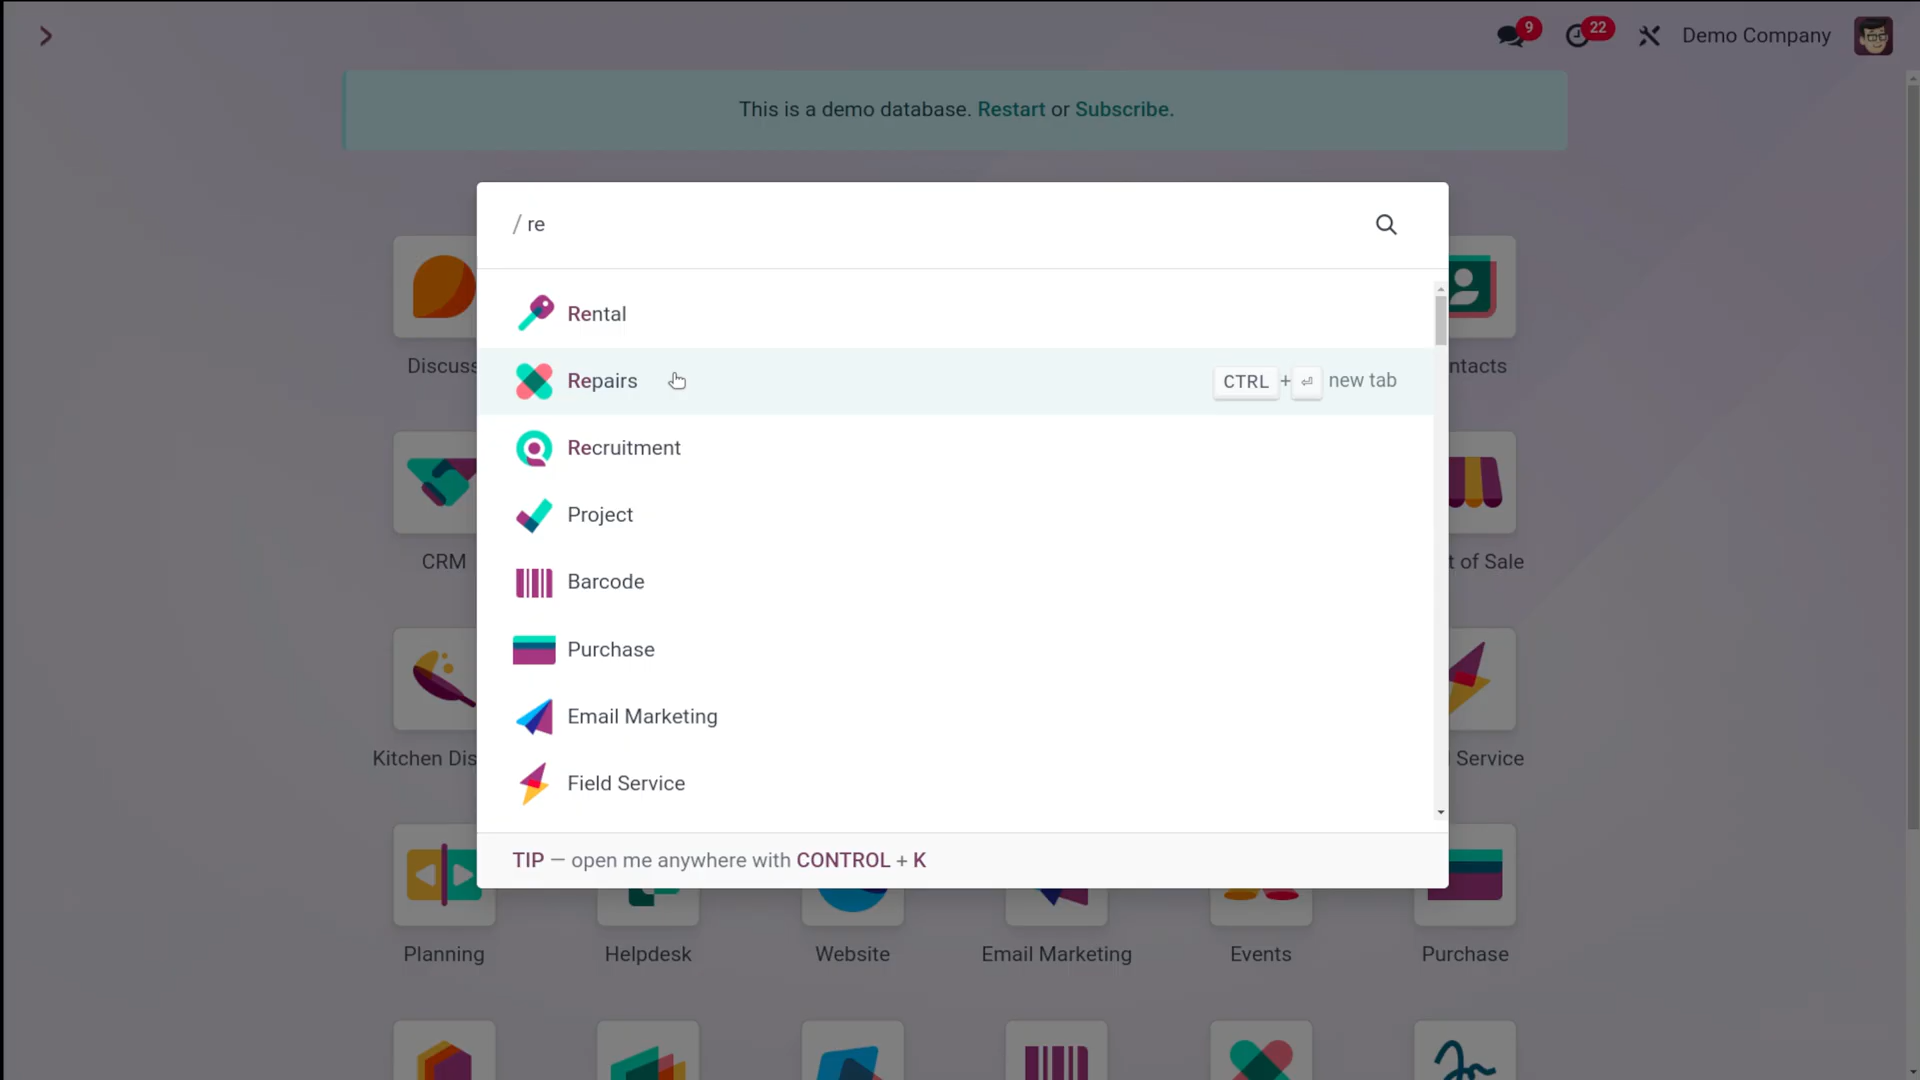 9
22
Demo Company
This is a demo database. Restart or Subscribe.
/ re
Rental
Repairs
CTRL + ⏎ new tab
Recruitment
Project
Barcode
Purchase
Email Marketing
Field Service
TIP — open me anywhere with CONTROL + K
Discuss
ntacts
CRM
t of Sale
Kitchen Dis
Service
Planning
Helpdesk
Website
Email Marketing
Events
Purchase